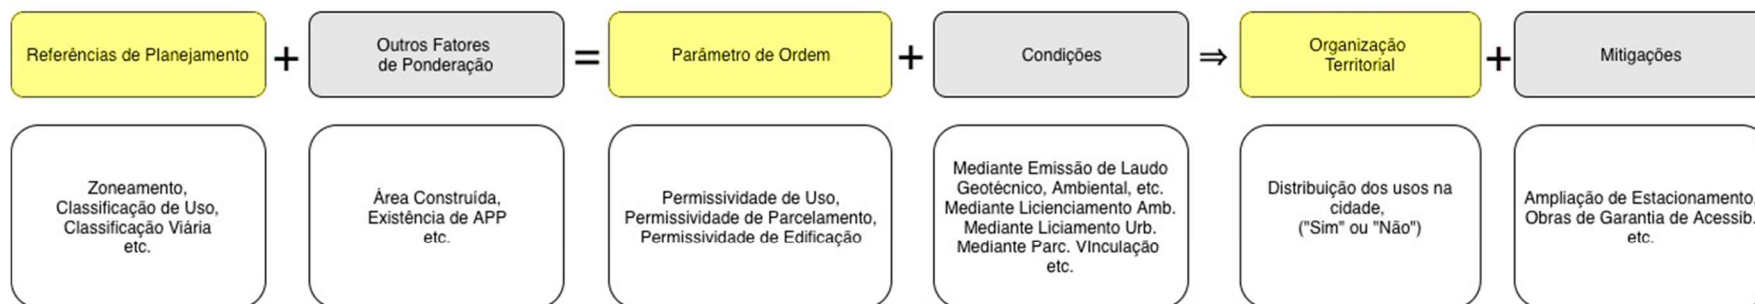 Referências de Planejamento
+
Outros Fatores
de Ponderação
=
Parâmetro de Ordem
+
Condições
⇒
Organização
Territorial
+
Mitigações
Zoneamento,
Classificação de Uso,
Classificação Viária
etc.
Área Construída,
Existência de APP
etc.
Permissividade de Uso,
Permissividade de Parcelamento,
Permissividade de Edificação
Mediante Emissão de Laudo
Geotécnico, Ambiental, etc.
Mediante Licienciamento Amb.
Mediante Liciamento Urb.
Mediante Parc. VInculação
etc.
Distribuição dos usos na
cidade,
("Sim" ou "Não")
Ampliação de Estacionamento,
Obras de Garantia de Acessib.
etc.